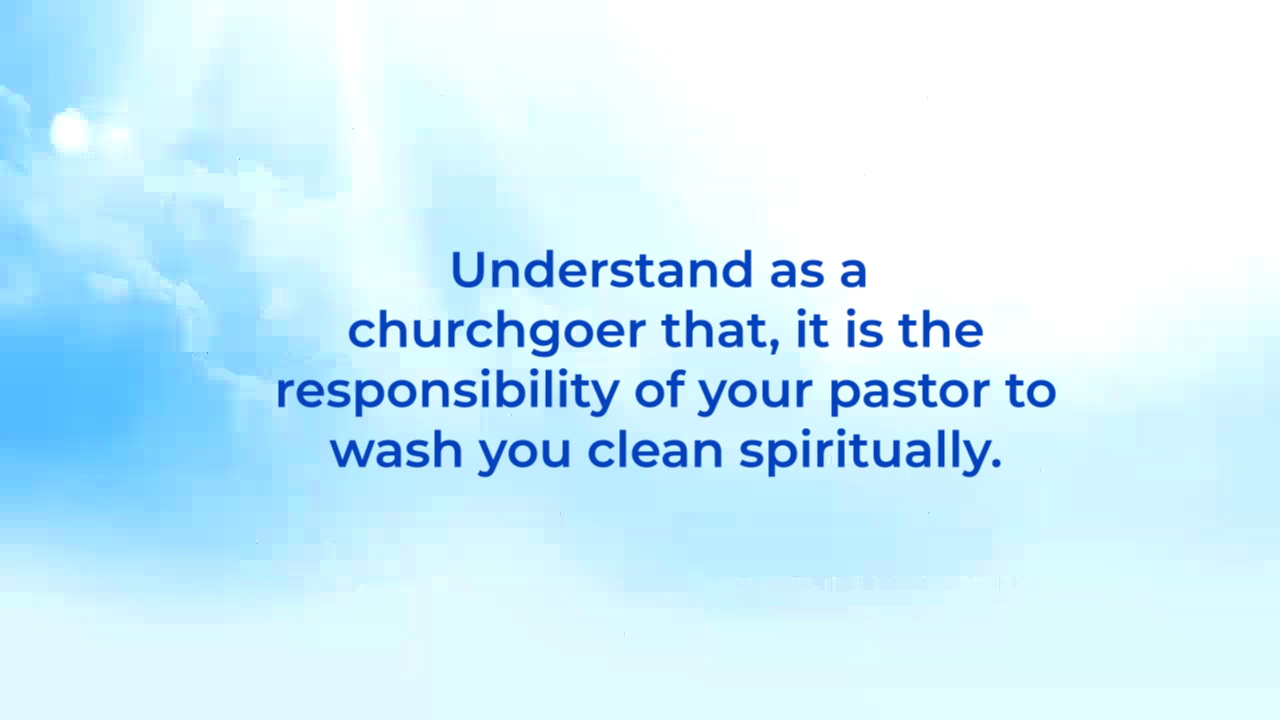 Understand as a
churchgoer that, it is the
responsibility of your pastor to
wash you clean spiritually.